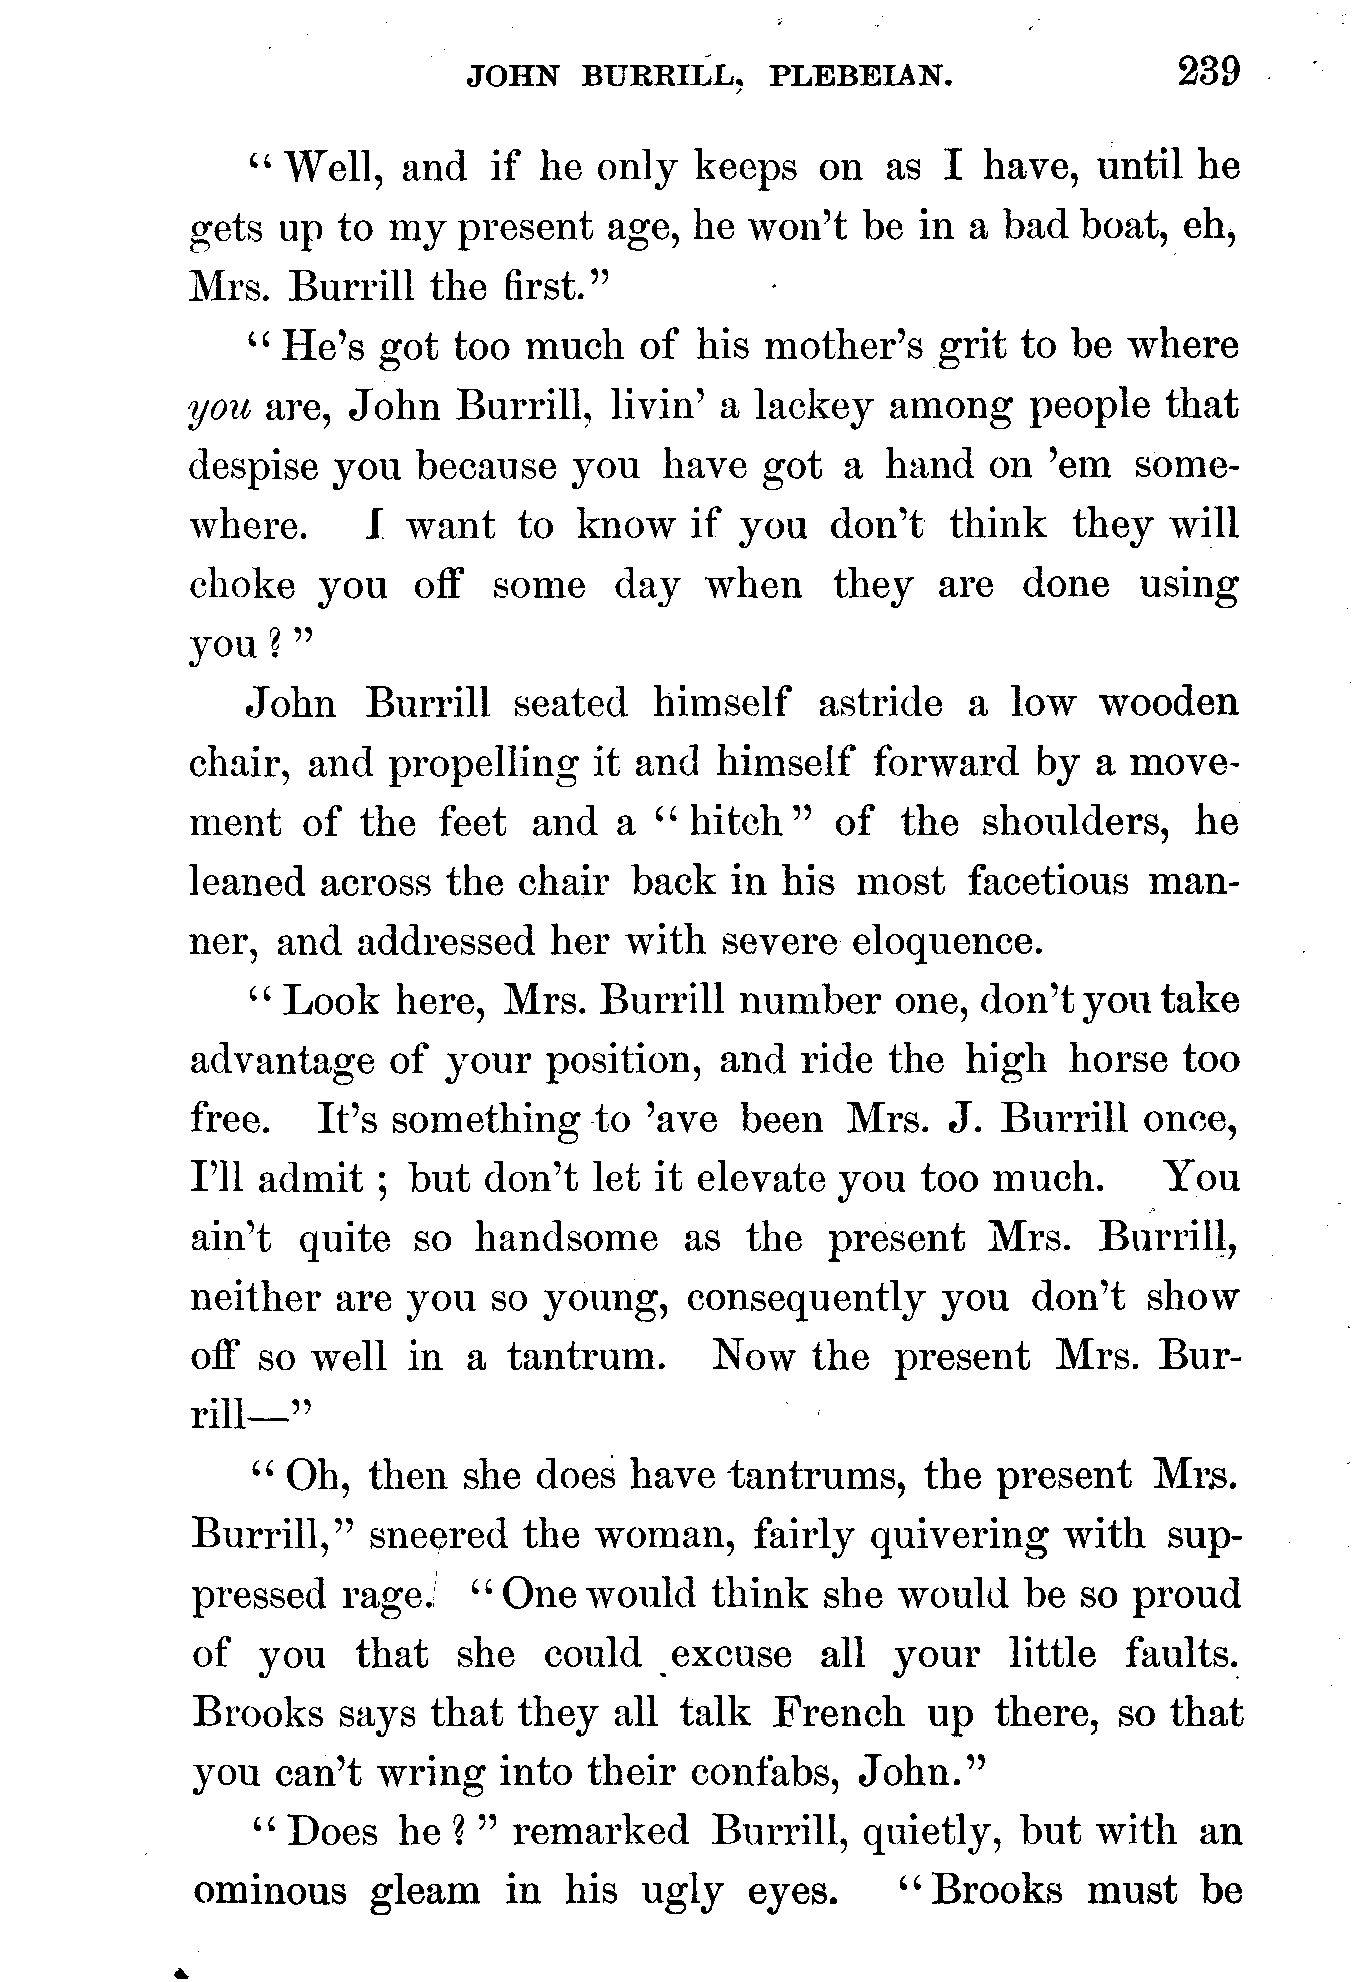 JOHN BURRILL, PLEBEIAN. 239
“ Well, and if he only keeps on as I have, until he
gets up to my present age, he won’t be in a bad boat, eh,
Mrs. Burrill the first.”
“ He’s got too much of his mother’s grit to be where
you are, John Burrill, livin’ a lackey among people that
despise you because you have got a hand on ’em some-
where. I want to know if you don’t think they will
choke you off some day when they are done using
you ? ”
John Burrill seated himself astride a low wooden
chair, and propelling it and himself forward by a move-
ment of the feet and a “ hitch ” of the shoulders, he
leaned across the chair back in his most facetious man-
ner, and addressed her with severe eloquence.
“ Look here, Mrs. Burrill number one, don’t you take
advantage of your position, and ride the high horse too
free. It’s something to ’ave been Mrs. J. Burrill once,
I’ll admit ; but don’t let it elevate you too much. You
ain’t quite so handsome as the present Mrs. Burrill,
neither are you so young, consequently you don’t show
off so well in a tantrum. Now the present Mrs. Bur-
rill—”
“ Oh, then she does have tantrums, the present Mrs.
Burrill,” sneered the woman, fairly quivering with sup-
pressed rage. “ One would think she would be so proud
of you that she could excuse all your little faults.
Brooks says that they all talk French up there, so that
you can’t wring into their confabs, John.”
“ Does he ? ” remarked Burrill, quietly, but with an
ominous gleam in his ugly eyes. “ Brooks must be